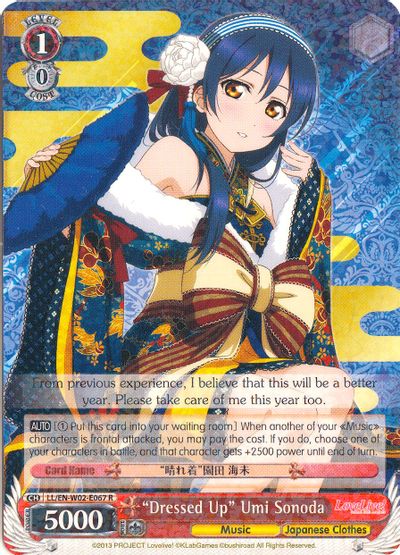 LEVEL
1
0
COST
From previous experience, I believe that this will be a better
year. Please take care of me this year too.
AUTO [① Put this card into your waiting room] When another of your «Music»
characters is frontal attacked, you may pay the cost. If you do, choose one of
your characters in battle, and that character gets +2500 power until end of turn.
Card Name "晴れ着"園田 海未
CH LL/EN-W02-E067 R
5000
"Dressed Up" Umi Sonoda
LoveLive!
Music
Japanese Clothes
©2013 PROJECT Lovelive! ©KLabGames ©bushiroad All Rights Reserved.